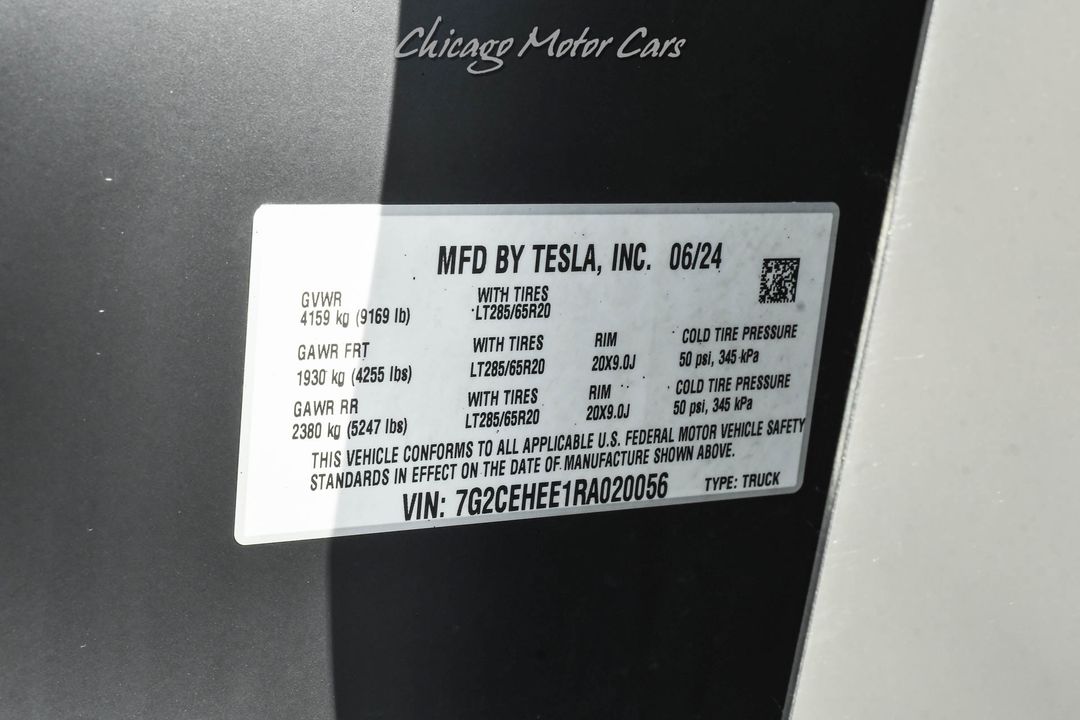 Chicago Motor Cars
MFD BY TESLA, INC. 06/24
GVWR WITH TIRES
4159 kg (9169 lb) LT285/65R20
GAWR FRT WITH TIRES RIM COLD TIRE PRESSURE
1930 kg (4255 lbs) LT285/65R20 20X9.0J 50 psi, 345 kPa
GAWR RR WITH TIRES RIM COLD TIRE PRESSURE
2380 kg (5247 lbs) LT285/65R20 20X9.0J 50 psi, 345 kPa
THIS VEHICLE CONFORMS TO ALL APPLICABLE U.S. FEDERAL MOTOR VEHICLE SAFETY
STANDARDS IN EFFECT ON THE DATE OF MANUFACTURE SHOWN ABOVE.
VIN: 7G2CEHEE1RA020056 TYPE: TRUCK